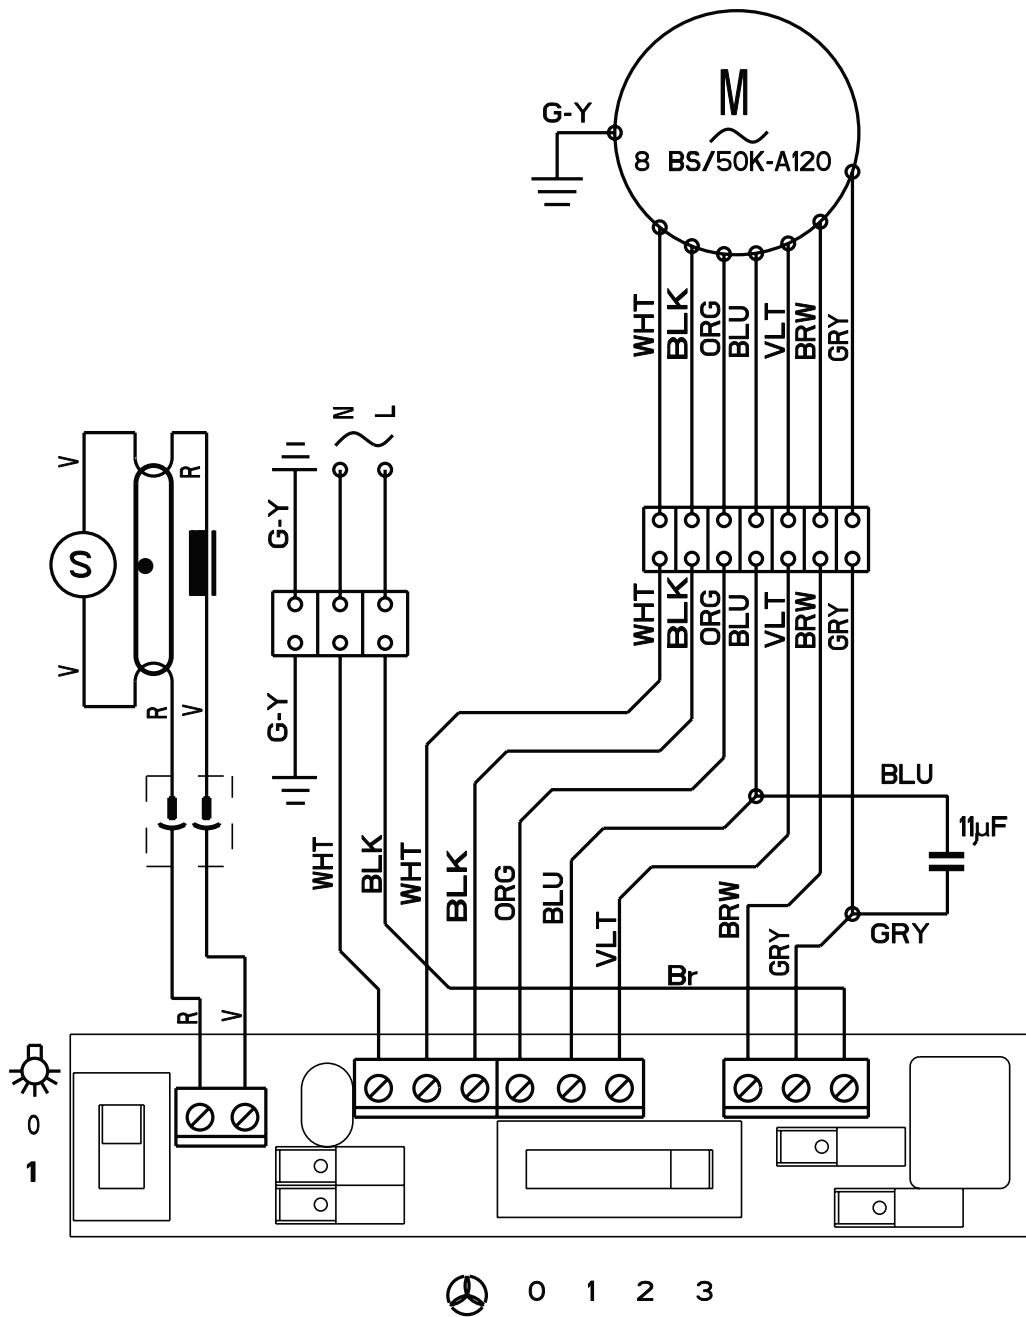 M
G-Y
8 BS/50K-A120
WHT
BLK
ORG
BLU
VLT
BRW
GRY
N
L
V
R
G-Y
S
WHT
BLK
ORG
BLU
VLT
BRW
GRY
V
R
V
G-Y
BLU
11µF
WHT
BLK
WHT
BLK
ORG
BLU
VLT
BRW
GRY
GRY
Br
R
V
0
1
0 1 2 3